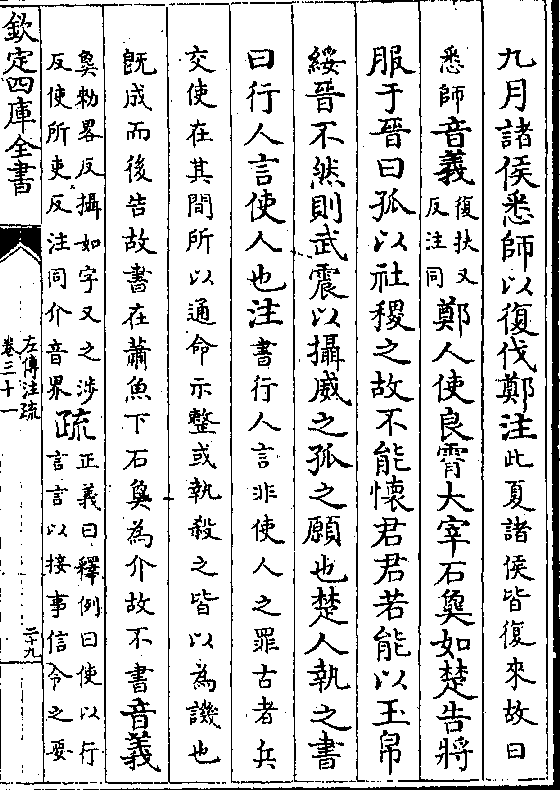 九月諸侯悉師以復伐鄭注此夏諸侯皆復來故曰
悉師音義復扶又反注同鄭人使良霄大宰石㚟如楚告將
服于晉曰孤以社稷之故不能懷君君若能以玉帛
綏晉不然則武震以攝威之孤之願也楚人執之書
曰行人言使人也注書行人言非使人之罪古者兵
交使在其間所以通命示整或執殺之皆以為譏也
既成而後告故書在蕭魚下石㚟為介故不書音義
㚟勑畧反攝如字又之涉反使所吏反注同介音界疏正義曰釋例曰使以行言言以接事信令之要
欽定四庫全書
左傳注疏
卷三十一
二十九